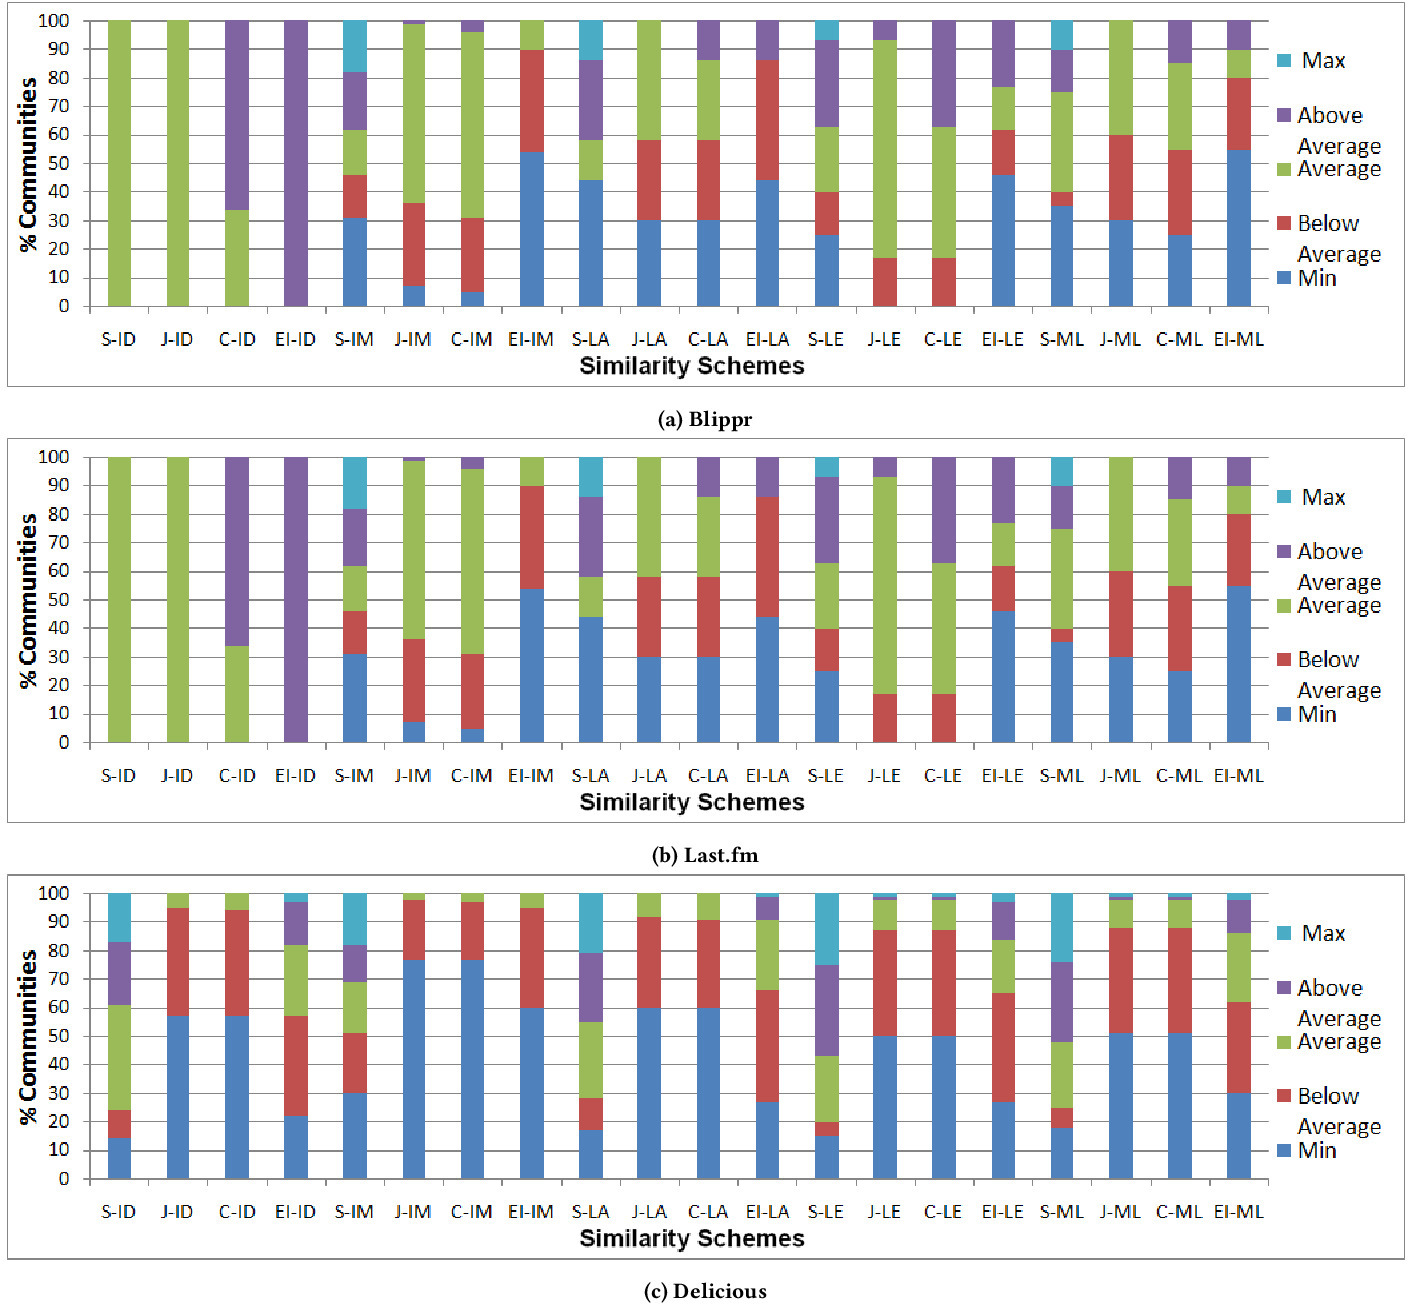 100
90
80
70
60
50
40
30
20
10
0
% Communities
S-ID J-ID C-ID EI-ID S-IM J-IM C-IM EI-IM S-LA J-LA C-LA EI-LA S-LE J-LE C-LE EI-LE S-ML J-ML C-ML EI-ML
Similarity Schemes
Max
Above
Average
Average
Below
Average
Min
(a) Blippr
100
90
80
70
60
50
40
30
20
10
0
% Communities
S-ID J-ID C-ID EI-ID S-IM J-IM C-IM EI-IM S-LA J-LA C-LA EI-LA S-LE J-LE C-LE EI-LE S-ML J-ML C-ML EI-ML
Similarity Schemes
Max
Above
Average
Average
Below
Average
Min
(b) Last.fm
100
90
80
70
60
50
40
30
20
10
0
% Communities
S-ID J-ID C-ID EI-ID S-IM J-IM C-IM EI-IM S-LA J-LA C-LA EI-LA S-LE J-LE C-LE EI-LE S-ML J-ML C-ML EI-ML
Similarity Schemes
Max
Above
Average
Average
Below
Average
Min
(c) Delicious